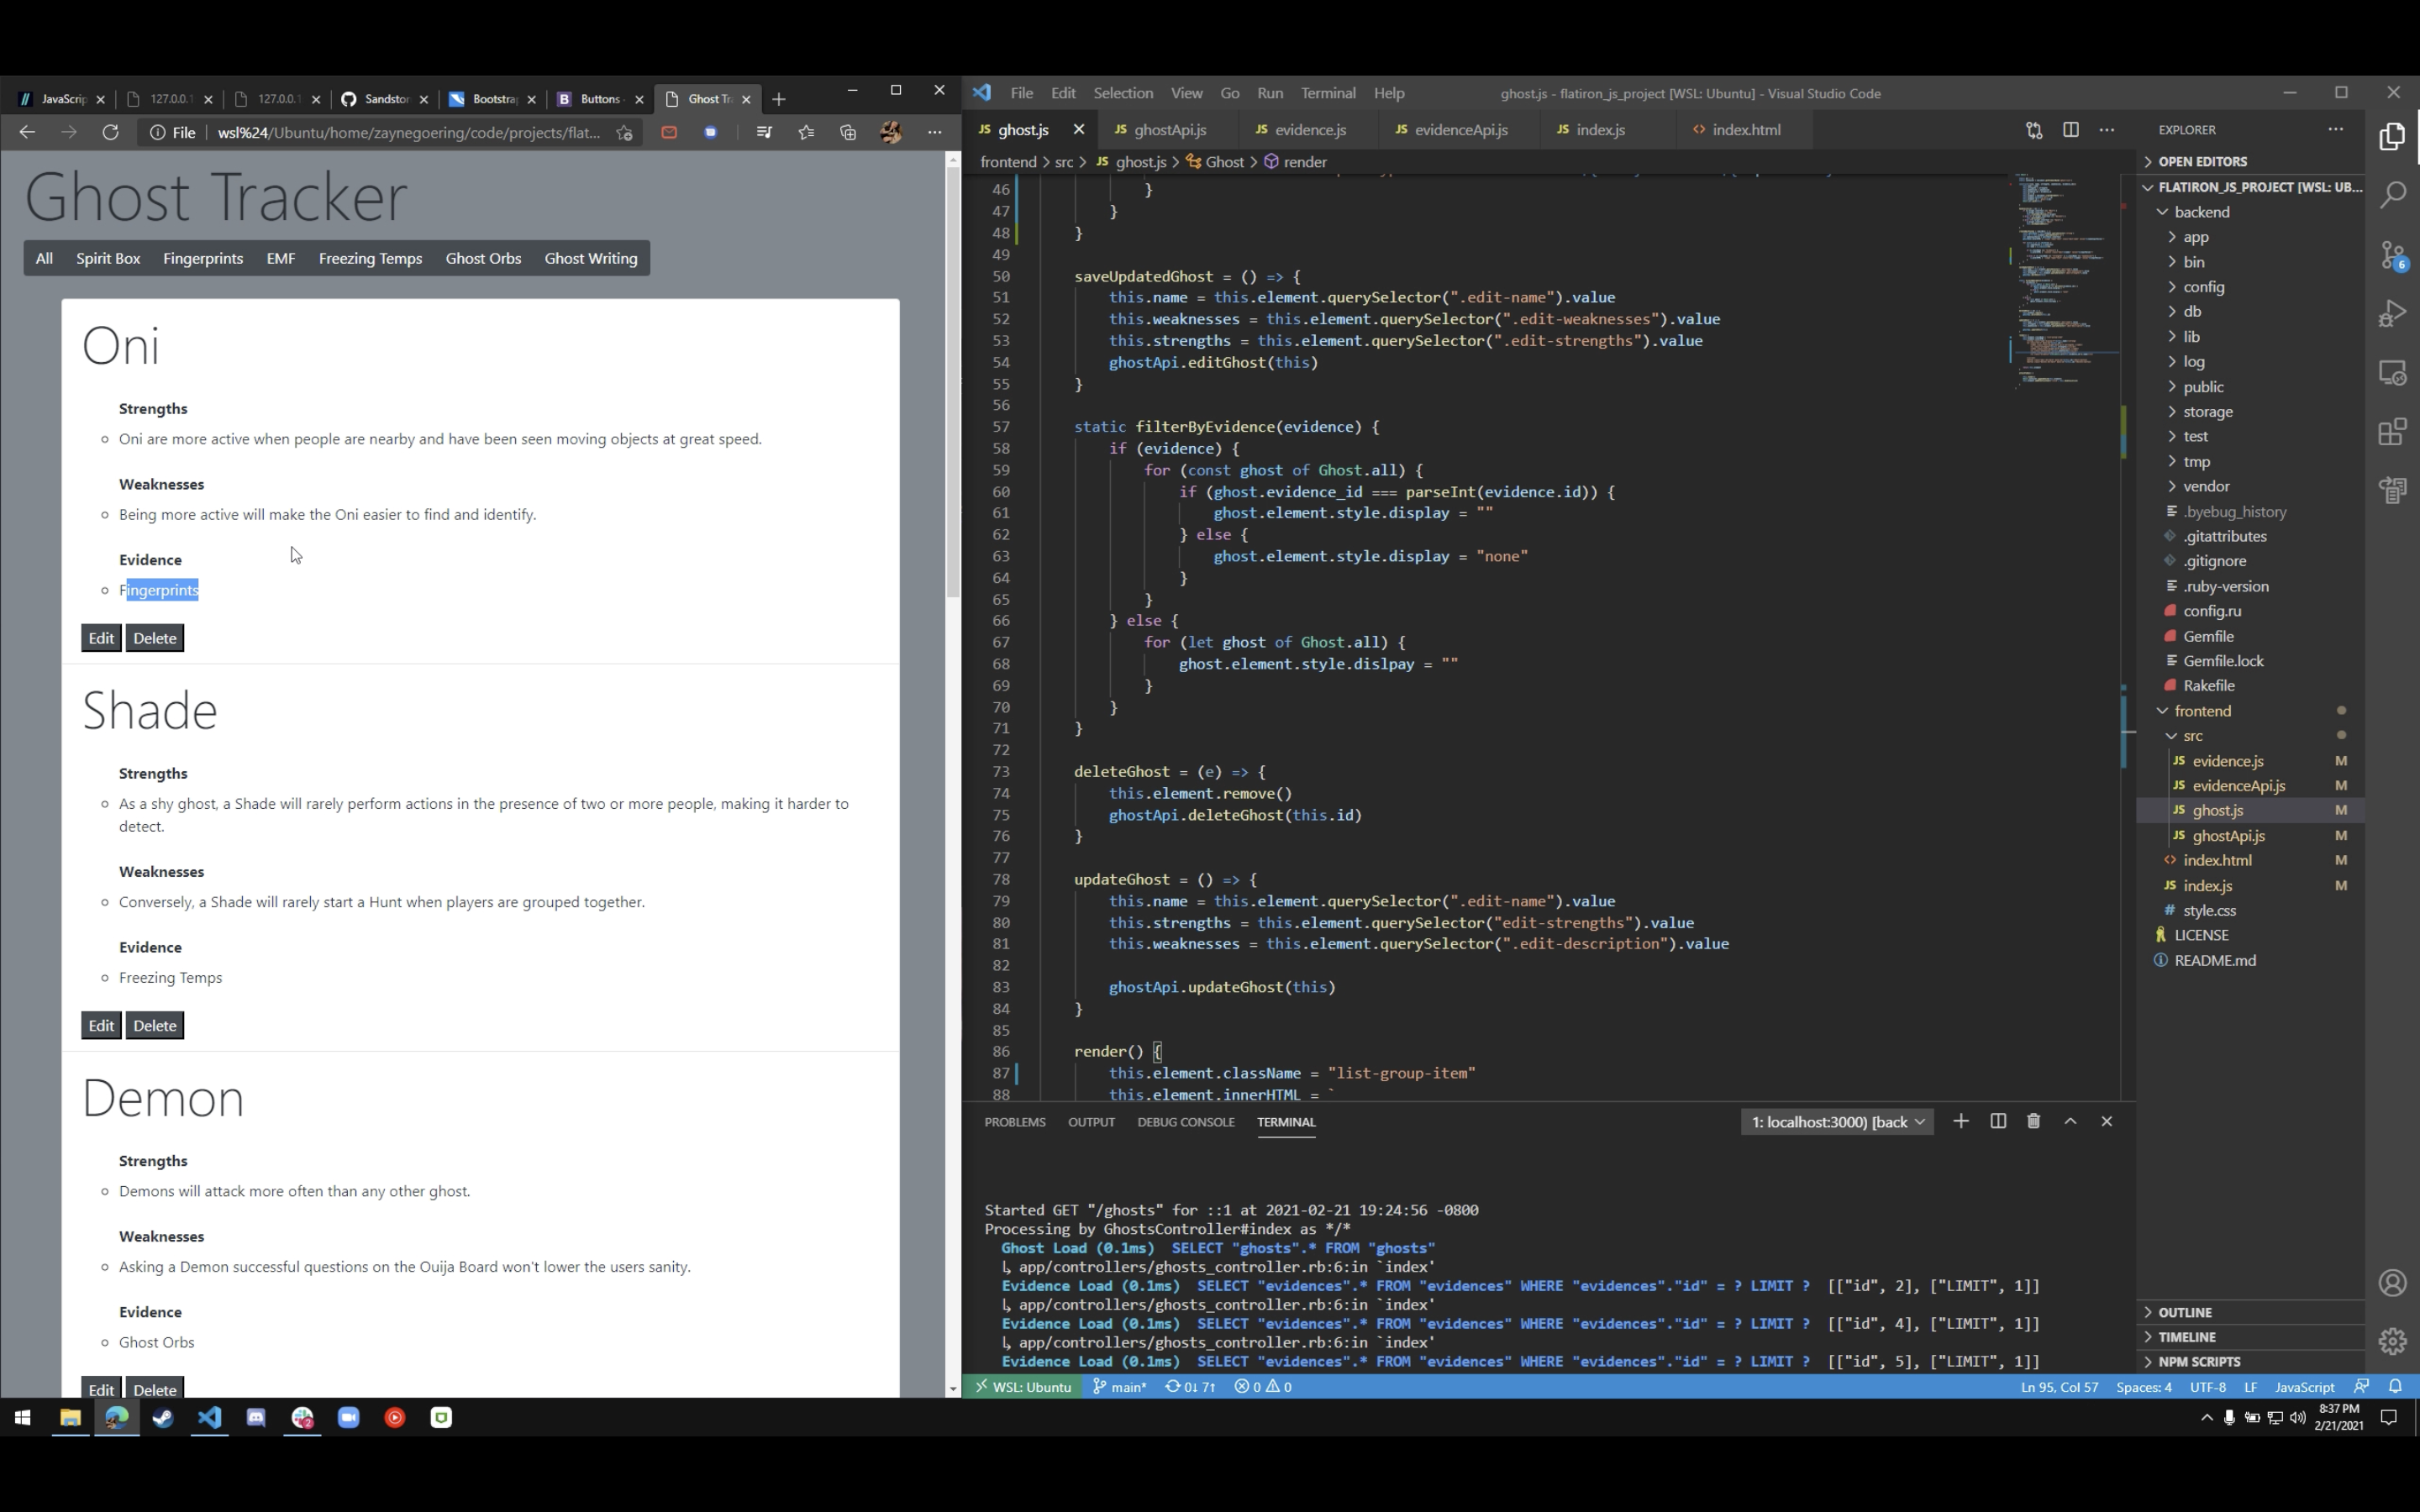 JavaScrip
127.0.0.1
127.0.0.1
Sandstor
Bootstra
Buttons
Ghost Tr
File wsl%24/Ubuntu/home/zaynegoering/code/projects/flat...
Ghost Tracker
All Spirit Box Fingerprints EMF Freezing Temps Ghost Orbs Ghost Writing
Oni
Strengths
Oni are more active when people are nearby and have been seen moving objects at great speed.
Weaknesses
Being more active will make the Oni easier to find and identify.
Evidence
Fingerprints
Edit Delete
Shade
Strengths
As a shy ghost, a Shade will rarely perform actions in the presence of two or more people, making it harder to
detect.
Weaknesses
Conversely, a Shade will rarely start a Hunt when players are grouped together.
Evidence
Freezing Temps
Edit Delete
Demon
Strengths
Demons will attack more often than any other ghost.
Weaknesses
Asking a Demon successful questions on the Ouija Board won't lower the users sanity.
Evidence
Ghost Orbs
Edit Delete
File Edit Selection View Go Run Terminal Help ghost.js - flatiron_js_project [WSL: Ubuntu] - Visual Studio Code
JS ghost.js JS ghostApi.js JS evidence.js JS evidenceApi.js JS index.js <> index.html
frontend > src > JS ghost.js > Ghost > render
46 }
47 }
48 }
49
50 saveUpdatedGhost = () => {
51 this.name = this.element.querySelector(".edit-name").value
52 this.weaknesses = this.element.querySelector(".edit-weaknesses").value
53 this.strengths = this.element.querySelector(".edit-strengths").value
54 ghostApi.editGhost(this)
55 }
56
57 static filterByEvidence(evidence) {
58 if (evidence) {
59 for (const ghost of Ghost.all) {
60 if (ghost.evidence_id === parseInt(evidence.id)) {
61 ghost.element.style.display = ""
62 } else {
63 ghost.element.style.display = "none"
64 }
65 }
66 } else {
67 for (let ghost of Ghost.all) {
68 ghost.element.style.dislpay = ""
69 }
70 }
71 }
72
73 deleteGhost = (e) => {
74 this.element.remove()
75 ghostApi.deleteGhost(this.id)
76 }
77
78 updateGhost = () => {
79 this.name = this.element.querySelector(".edit-name").value
80 this.strengths = this.element.querySelector("edit-strengths").value
81 this.weaknesses = this.element.querySelector(".edit-description").value
82
83 ghostApi.updateGhost(this)
84 }
85
86 render() {
87 this.element.className = "list-group-item"
88 this.element.innerHTML = `
PROBLEMS OUTPUT DEBUG CONSOLE TERMINAL 1: localhost:3000) [back
Started GET "/ghosts" for ::1 at 2021-02-21 19:24:56 -0800
Processing by GhostsController#index as */*
Ghost Load (0.1ms) SELECT "ghosts".* FROM "ghosts"
↳ app/controllers/ghosts_controller.rb:6:in `index'
Evidence Load (0.1ms) SELECT "evidences".* FROM "evidences" WHERE "evidences"."id" = ? LIMIT ? [["id", 2], ["LIMIT", 1]]
↳ app/controllers/ghosts_controller.rb:6:in `index'
Evidence Load (0.1ms) SELECT "evidences".* FROM "evidences" WHERE "evidences"."id" = ? LIMIT ? [["id", 4], ["LIMIT", 1]]
↳ app/controllers/ghosts_controller.rb:6:in `index'
Evidence Load (0.1ms) SELECT "evidences".* FROM "evidences" WHERE "evidences"."id" = ? LIMIT ? [["id", 5], ["LIMIT", 1]]
EXPLORER
OPEN EDITORS
FLATIRON_JS_PROJECT [WSL: UB...
backend
app
bin
config
db
lib
log
public
storage
test
tmp
vendor
.byebug_history
.gitattributes
.gitignore
.ruby-version
config.ru
Gemfile
Gemfile.lock
Rakefile
frontend
src
JS evidence.js M
JS evidenceApi.js M
JS ghost.js M
JS ghostApi.js M
<> index.html M
JS index.js M
# style.css
LICENSE
README.md
OUTLINE
TIMELINE
NPM SCRIPTS
6
WSL: Ubuntu main* 0↓ 7↑ 0 0 Ln 95, Col 57 Spaces: 4 UTF-8 LF JavaScript
8:37 PM
2/21/2021